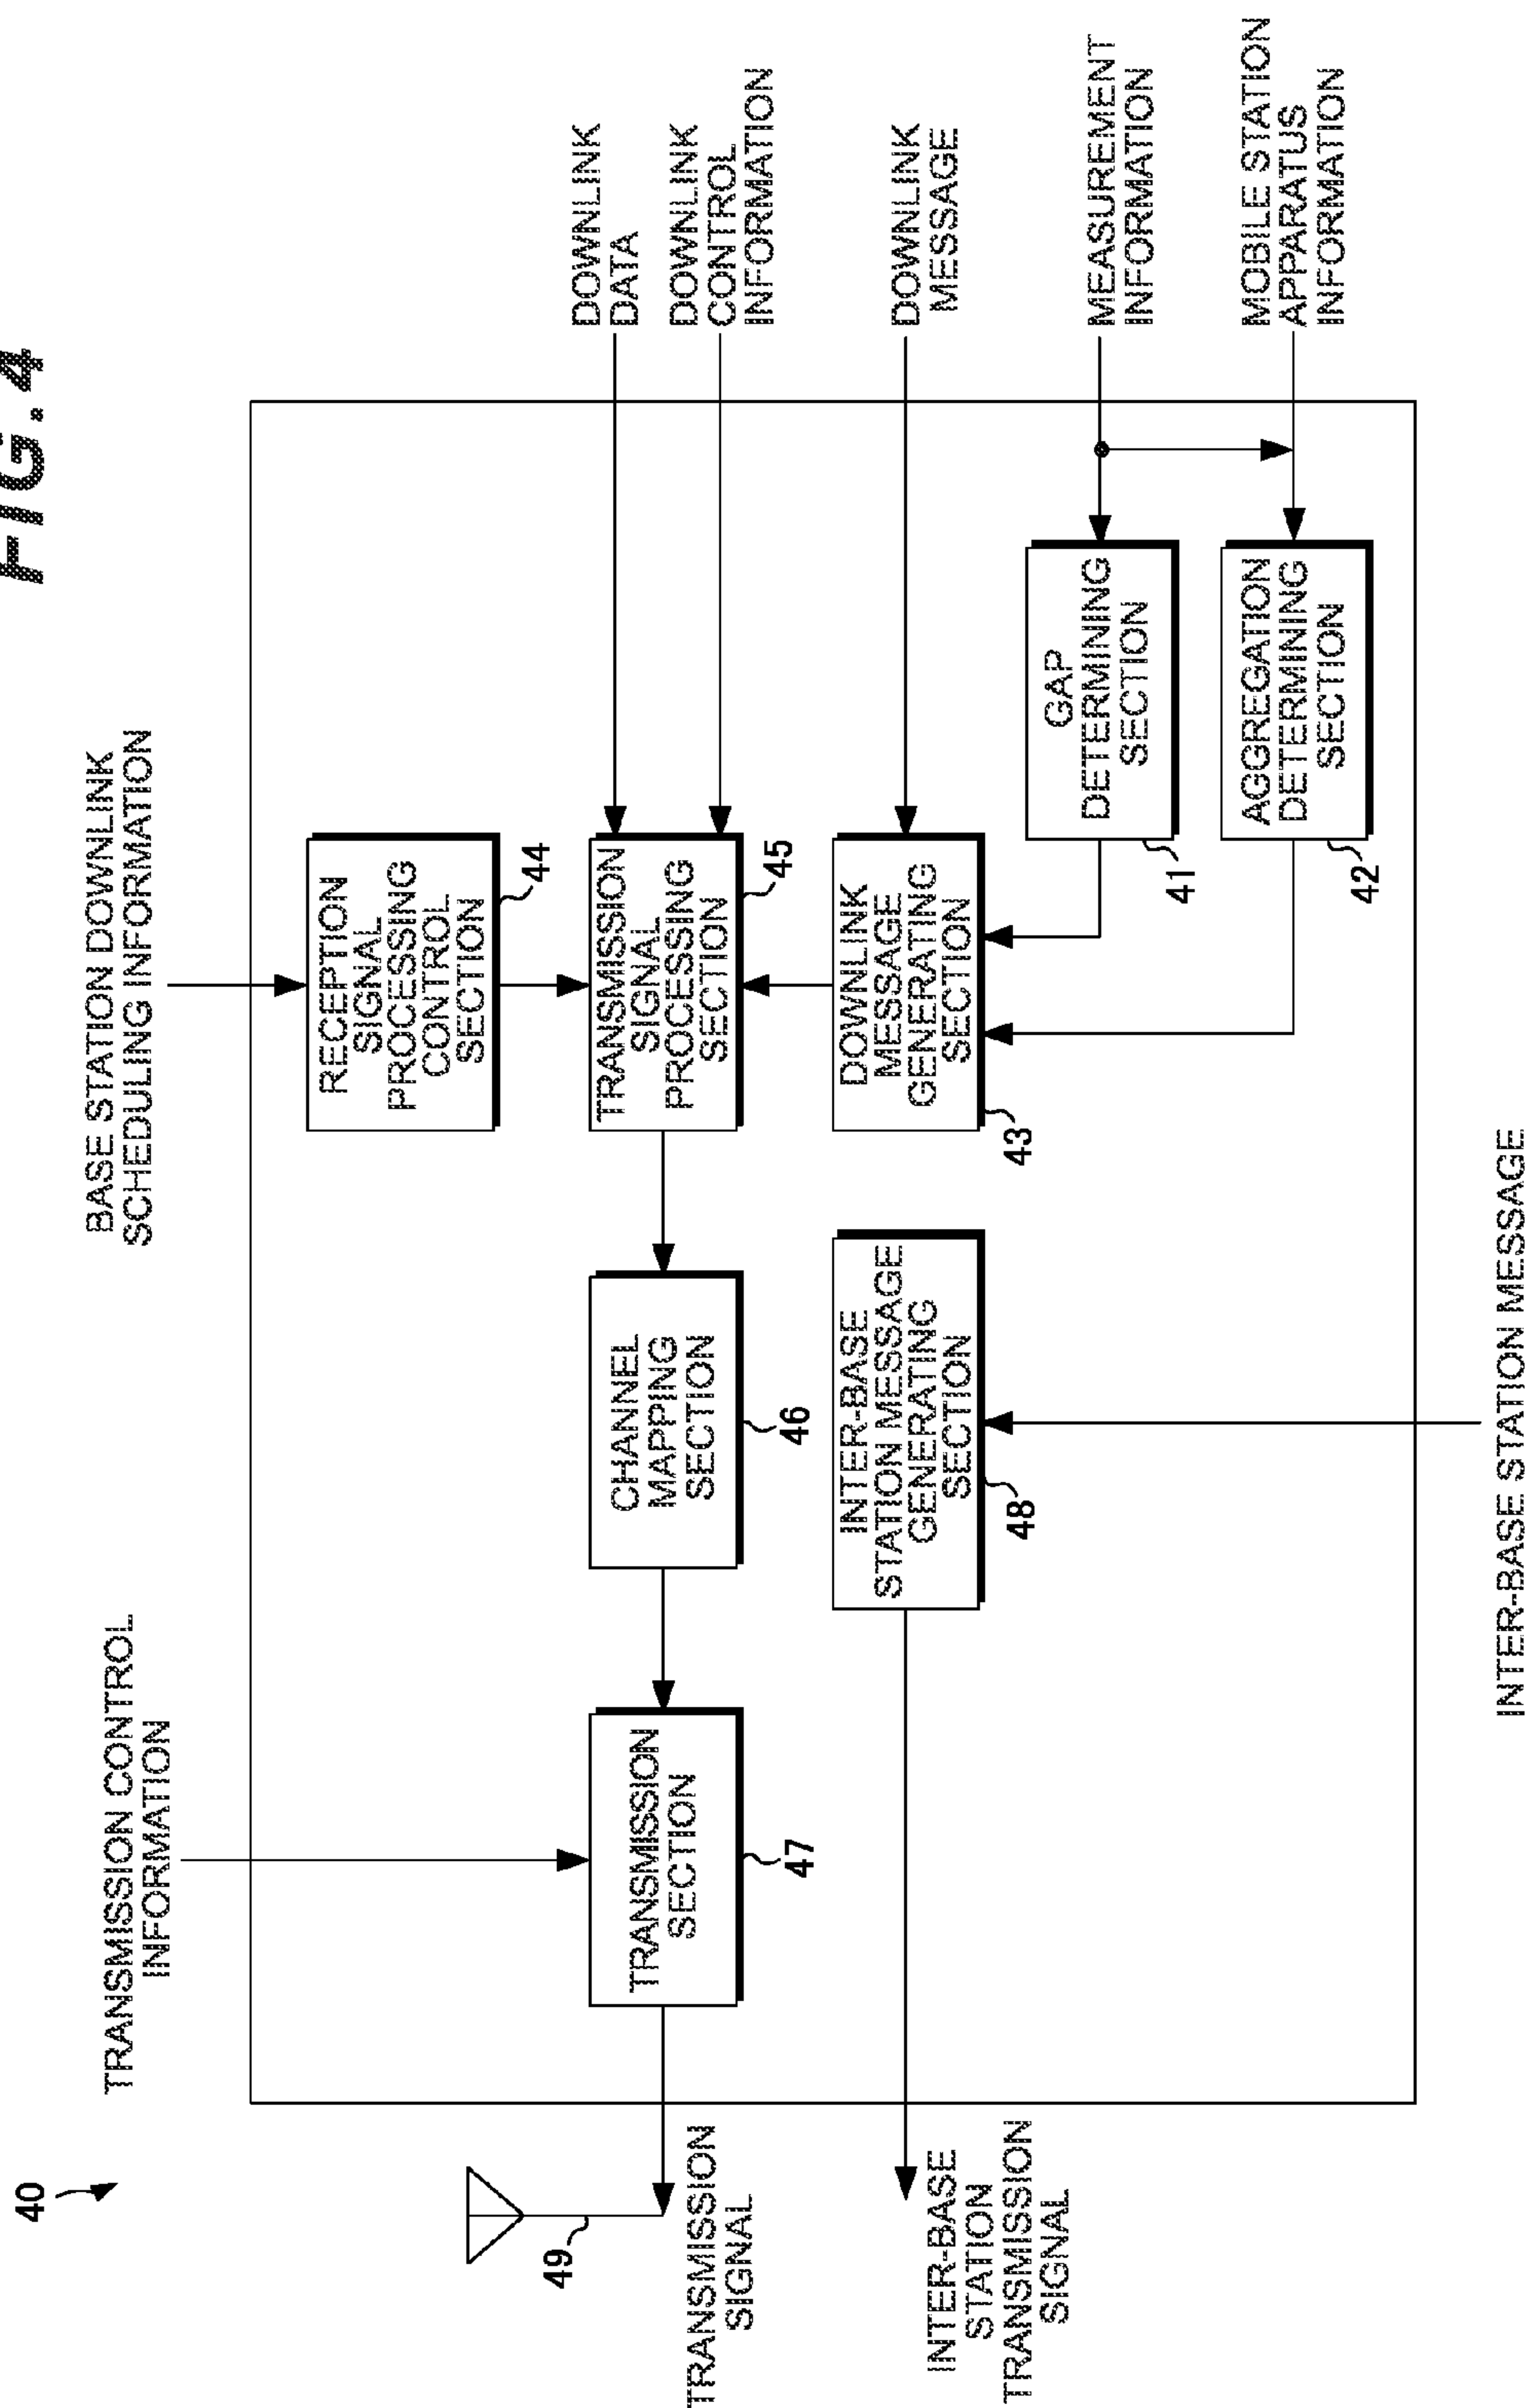 FIG. 4
40
TRANSMISSION CONTROL
INFORMATION
BASE STATION DOWNLINK
SCHEDULING INFORMATION
49
TRANSMISSION
SIGNAL
INTER-BASE
STATION
TRANSMISSION
SIGNAL
TRANSMISSION
SECTION
47
CHANNEL
MAPPING
SECTION
46
RECEPTION
SIGNAL
PROCESSING
CONTROL
SECTION
44
TRANSMISSION
SIGNAL
PROCESSING
SECTION
45
INTER-BASE
STATION MESSAGE
GENERATING
SECTION
48
DOWNLINK
MESSAGE
GENERATING
SECTION
43
GAP
DETERMINING
SECTION
41
AGGREGATION
DETERMINING
SECTION
42
DOWNLINK
DATA
DOWNLINK
CONTROL
INFORMATION
DOWNLINK
MESSAGE
MEASUREMENT
INFORMATION
MOBILE STATION
APPARATUS
INFORMATION
INTER-BASE STATION MESSAGE